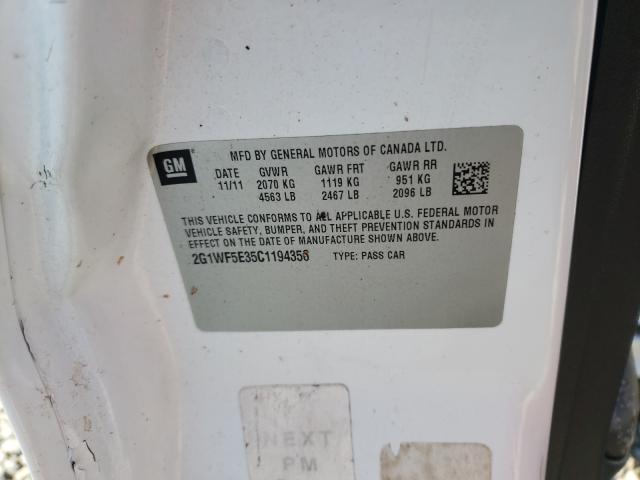 GM
MFD BY GENERAL MOTORS OF CANADA LTD.
DATE GVWR GAWR FRT GAWR RR
11/11 2070 KG 1119 KG 951 KG
4563 LB 2467 LB 2096 LB
THIS VEHICLE CONFORMS TO ALL APPLICABLE U.S. FEDERAL MOTOR
VEHICLE SAFETY, BUMPER, AND THEFT PREVENTION STANDARDS IN
EFFECT ON THE DATE OF MANUFACTURE SHOWN ABOVE.
2G1WF5E35C1194356 TYPE: PASS CAR
NEXT
PM